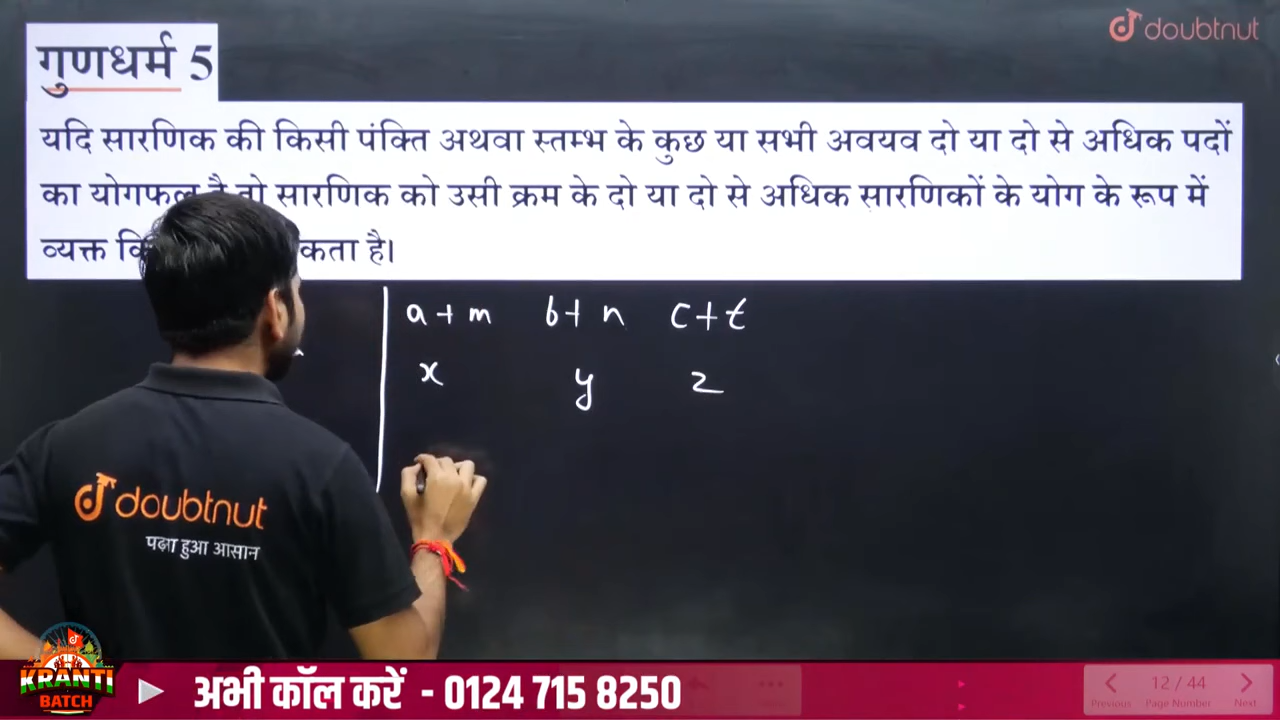 doubtnut
गुणधर्म 5
यदि सारणिक की किसी पंक्ति अथवा स्तम्भ के कुछ या सभी अवयव दो या दो से अधिक पदों
का योगफल है तो सारणिक को उसी क्रम के दो या दो से अधिक सारणिकों के योग के रूप में
व्यक्त कता है।
a+m b+n c+t
x y z
doubtnut
पढ़ा हुआ आसान
KRANTI
BATCH
अभी कॉल करें - 0124 715 8250
12 / 44
Previous Page Number Next